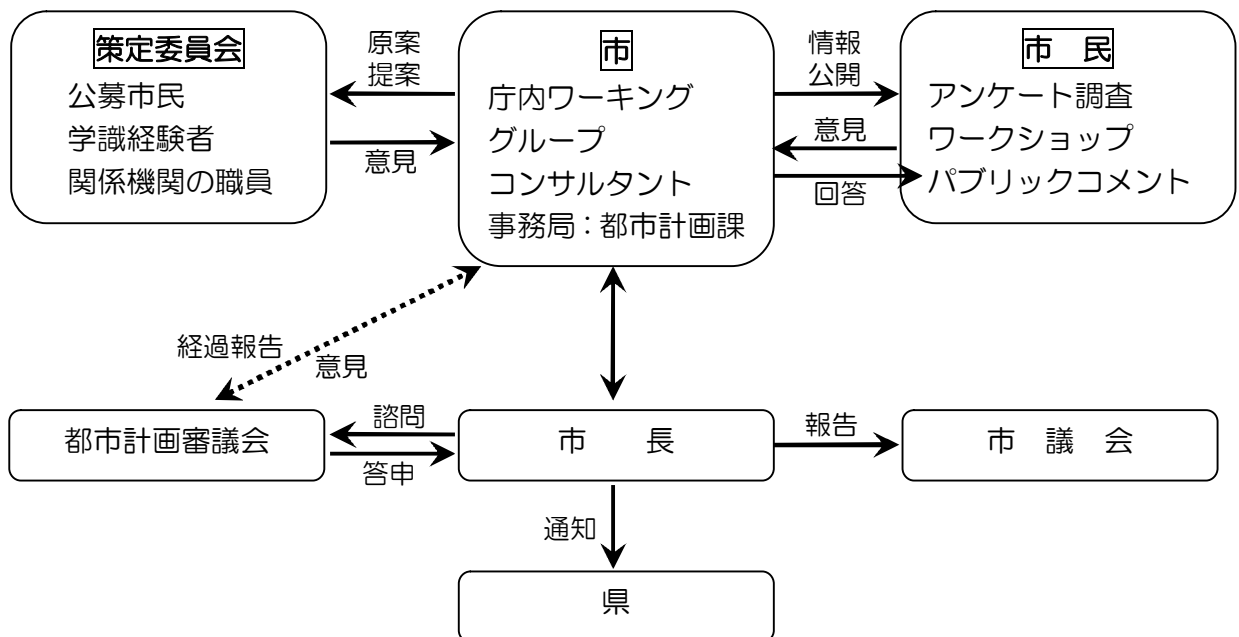 策定委員会
公募市民
学識経験者
関係機関の職員
原案
提案
意見
市
庁内ワーキング
グループ
コンサルタント
事務局：都市計画課
情報
公開
意見
回答
市　民
アンケート調査
ワークショップ
パブリックコメント
経過報告
意見
都市計画審議会
諮問
答申
市　　長
報告
市　議　会
通知
県